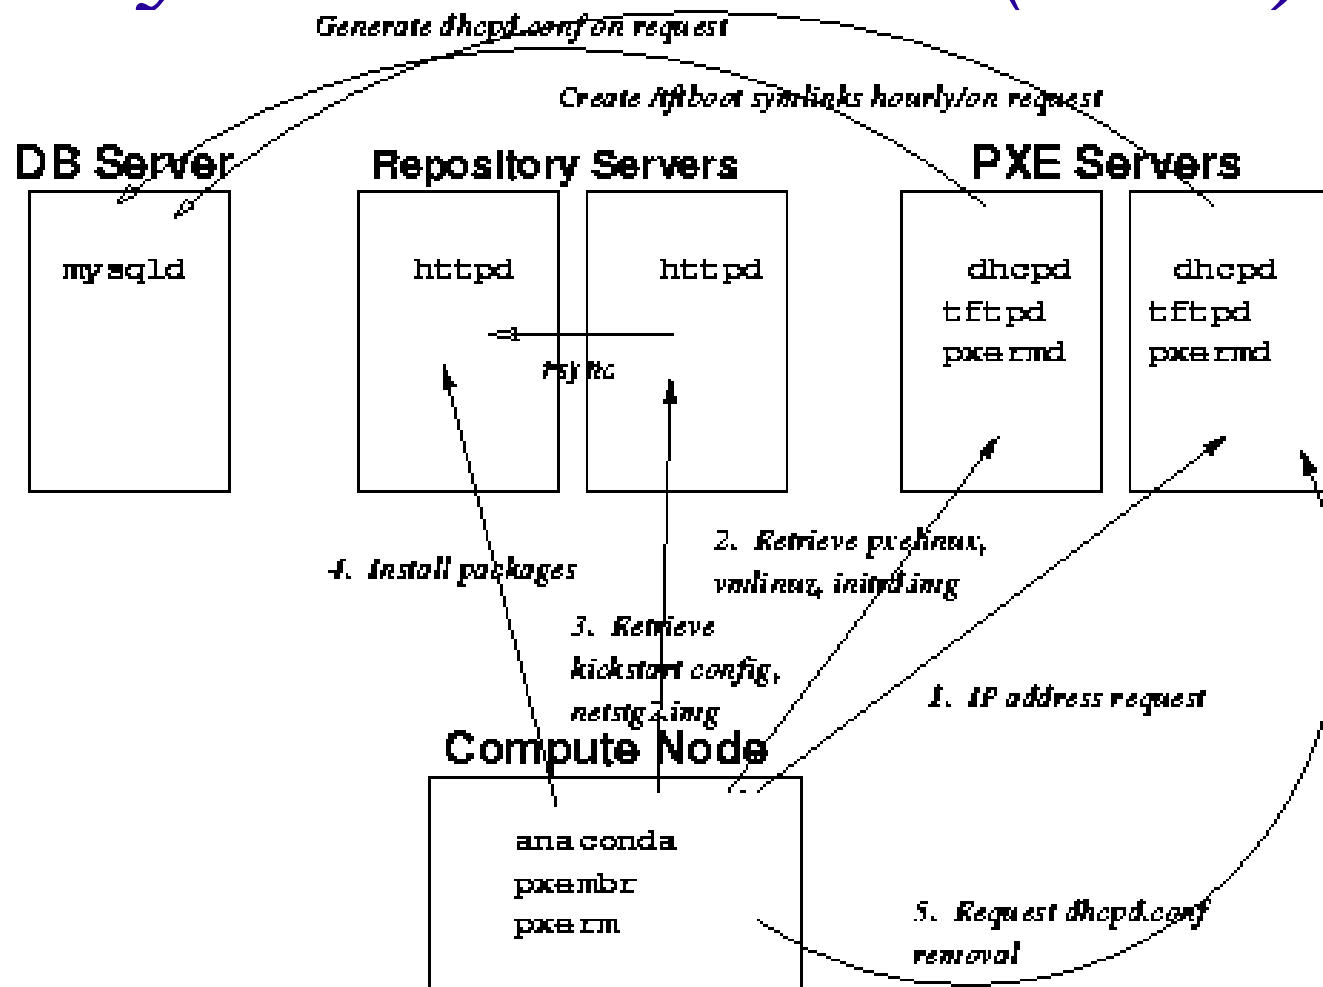 Generate dhcpd.conf on request
Create /tftboot symlinks hourly/on request
DB Server
Repository Servers
PXE Servers
mysqld
httpd
httpd
dhcpd
tftpd
pxermd
dhcpd
tftpd
pxermd
rsync
4. Install packages
2. Retrieve pxelinux,
vmlinuz, initrd.img
3. Retrieve
kickstart config,
netstg2.img
1. IP address request
Compute Node
anaconda
pxembr
pxerm
5. Request dhcpd.conf
removal